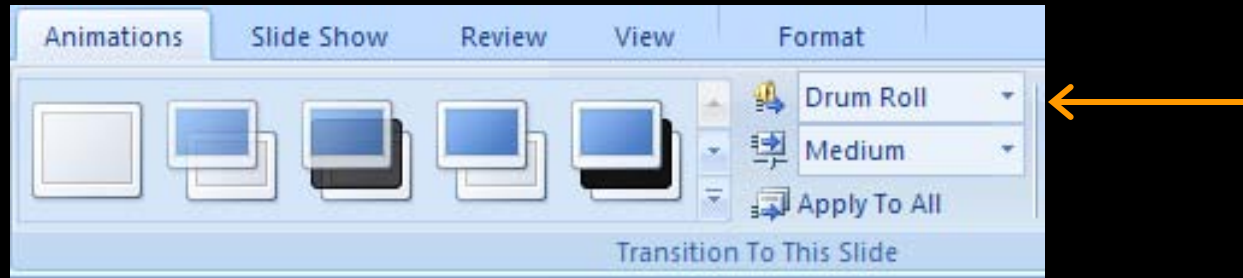 Animations Slide Show Review View Format
Drum Roll
Medium
Apply To All
Transition To This Slide